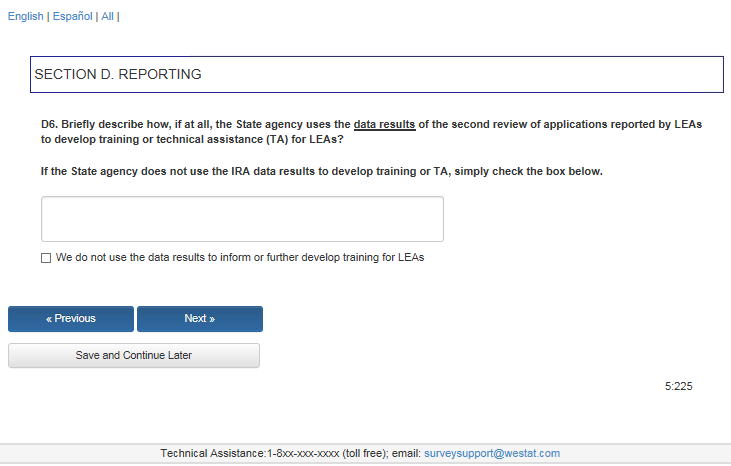 English | Español | All |
SECTION D. REPORTING
D6. Briefly describe how, if at all, the State agency uses the data results of the second review of applications reported by LEAs
to develop training or technical assistance (TA) for LEAs?
If the State agency does not use the IRA data results to develop training or TA, simply check the box below.
We do not use the data results to inform or further develop training for LEAs
« Previous
Next »
Save and Continue Later
5:225
Technical Assistance:1-8xx-xxx-xxxx (toll free); email: surveysupport@westat.com